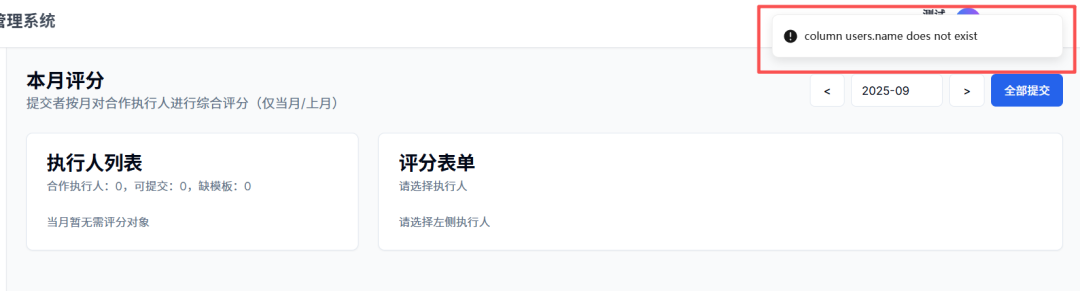 管理系统
测试
column users.name does not exist
本月评分
提交者按月对合作执行人进行综合评分（仅当月/上月）
<
2025-09
>
全部提交
执行人列表
合作执行人：0，可提交：0，缺模板：0
当月暂无需评分对象
评分表单
请选择执行人
请选择左侧执行人